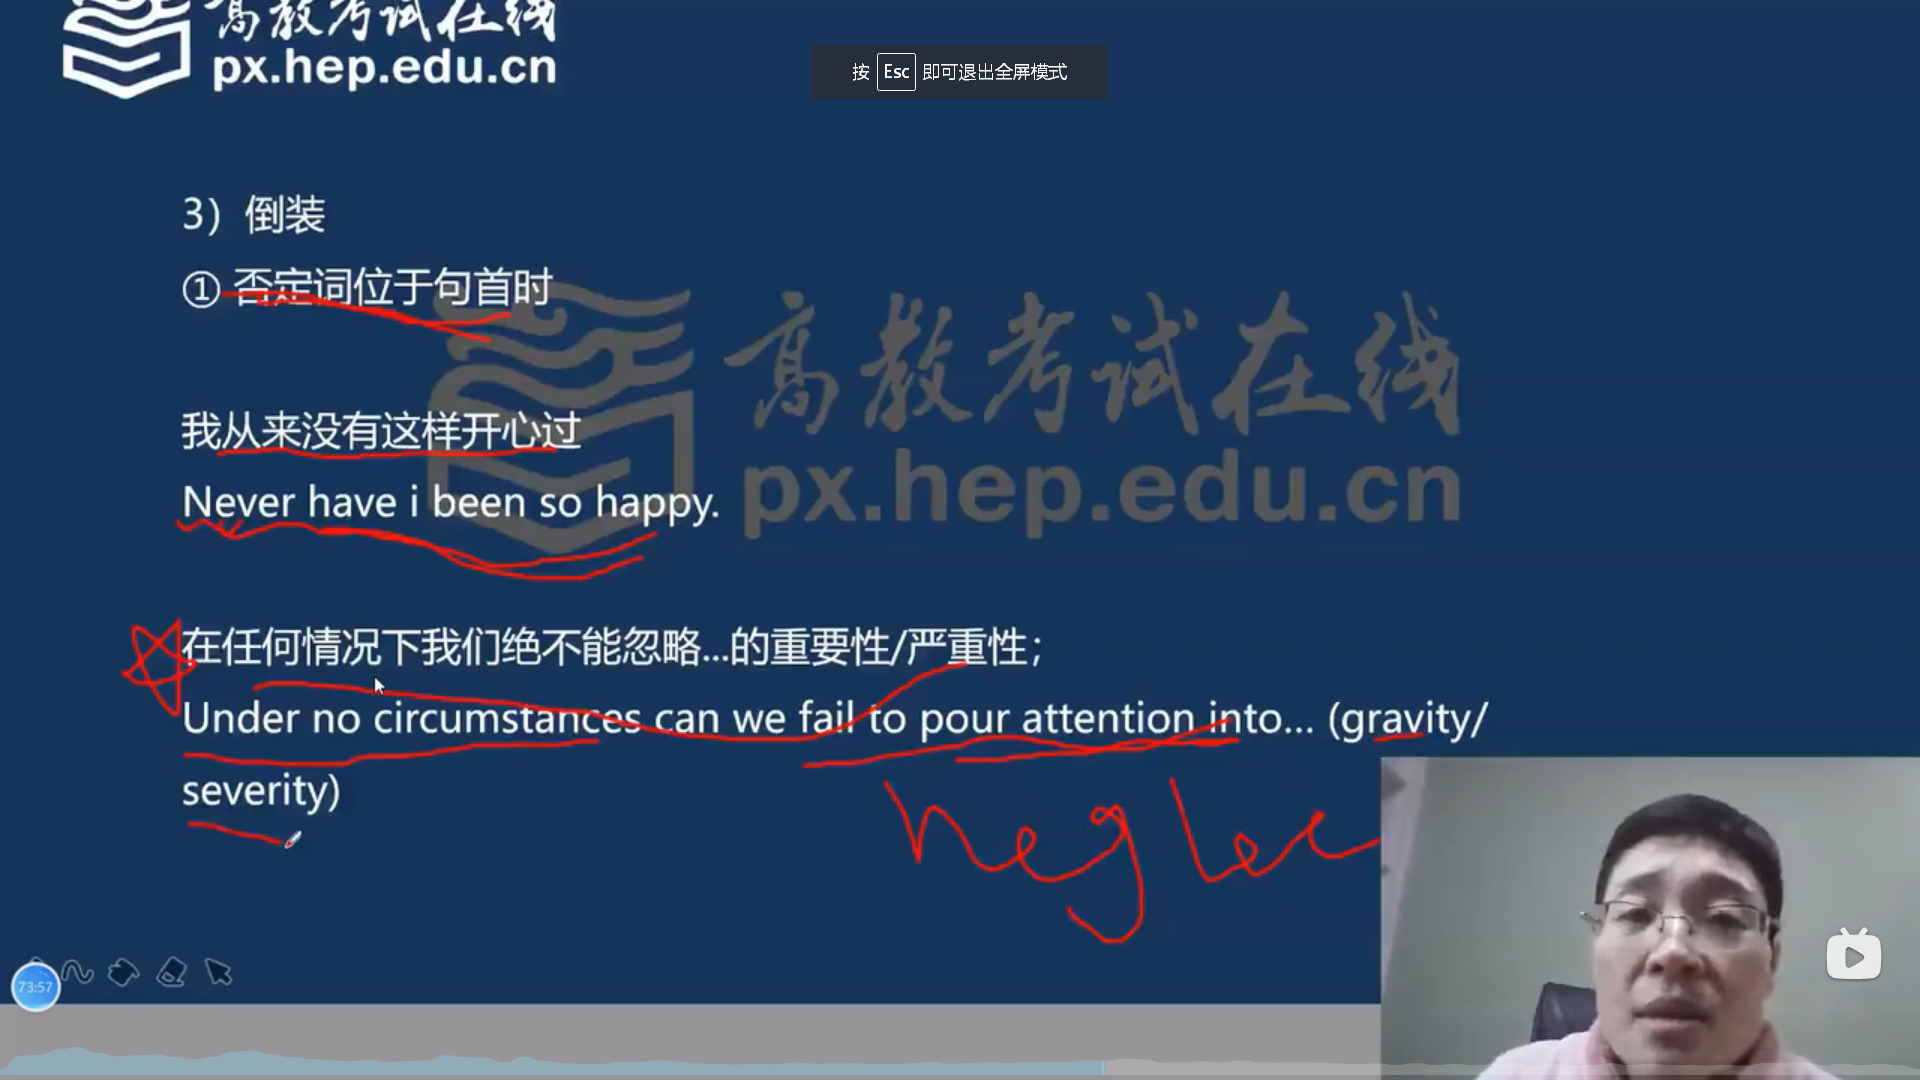 高教考试在线
px.hep.edu.cn
按 Esc 即可退出全屏模式
3）倒装
① 否定词位于句首时
高教考试在线
px.hep.edu.cn
我从来没有这样开心过
Never have i been so happy.
在任何情况下我们绝不能忽略...的重要性/严重性；
Under no circumstances can we fail to pour attention into... (gravity/
severity)
neglec
73:57